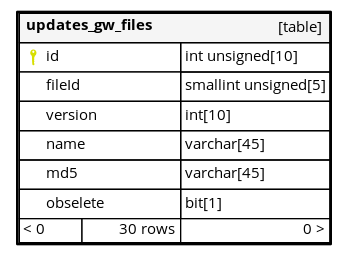 updates_gw_files [table]
id int unsigned[10]
fileId smallint unsigned[5]
version int[10]
name varchar[45]
md5 varchar[45]
obselete bit[1]
< 0 30 rows 0 >